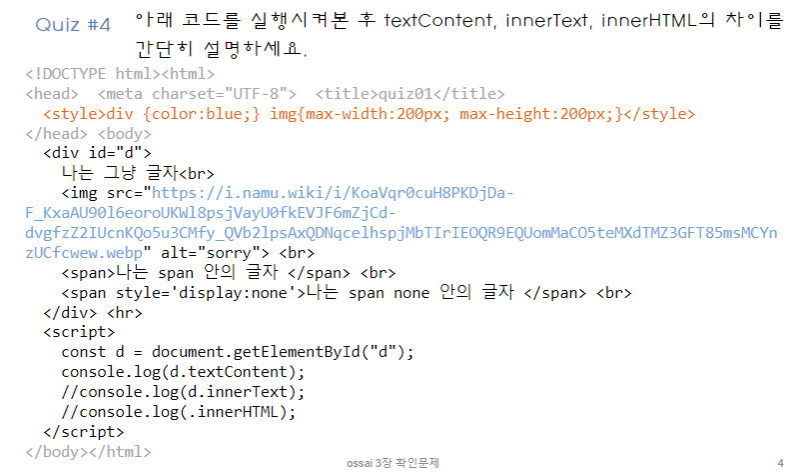 Quiz #4 아래 코드를 실행시켜본 후 textContent, innerText, innerHTML의 차이를
간단히 설명하세요.
<!DOCTYPE html><html>
<head>  <meta charset="UTF-8">  <title>quiz01</title>
  <style>div {color:blue;} img{max-width:200px; max-height:200px;}</style>
</head> <body>
  <div id="d">
    나는 그냥 글자<br>
    <img src="https://i.namu.wiki/i/KoaVqr0cuH8PKDjDa-
F_KxaAU90l6eoroUKWl8psjVayU0fkEVJF6mZjCd-
dvgfzZ2IUcnKQo5u3CMfy_QVb2lpsAxQDNqcelhspjMbTIrIEOQR9EQUomMaCO5teMXdTMZ3GFT85msMCYn
zUCfcwew.webp" alt="sorry"> <br>
    <span>나는 span 안의 글자 </span> <br>
    <span style='display:none'>나는 span none 안의 글자 </span> <br>
  </div> <hr>
  <script>
    const d = document.getElementById("d");
    console.log(d.textContent);
    //console.log(d.innerText);
    //console.log(.innerHTML);
  </script>
</body></html>
ossai 3장 확인문제
4